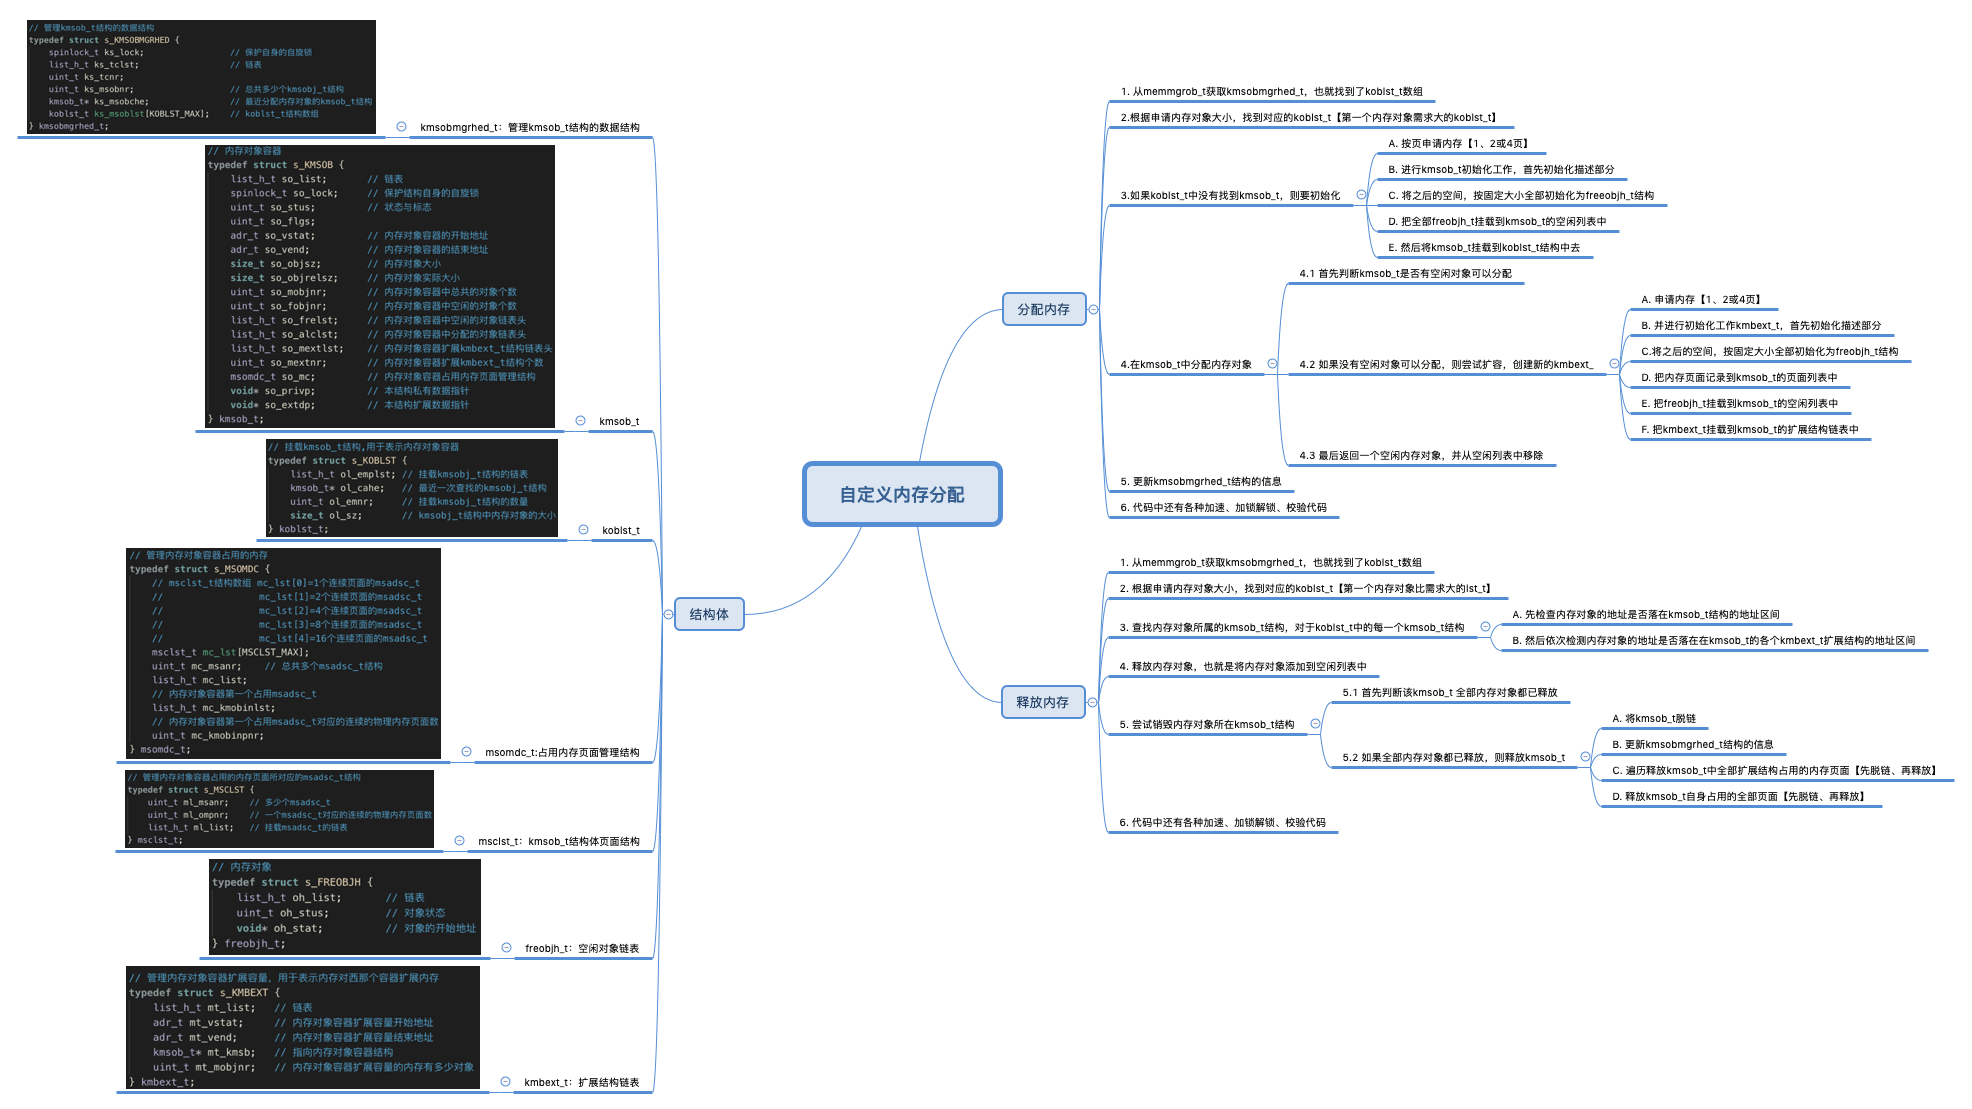 // 管理kmsob_t结构的数据结构
typedef struct s_KMSOBMGRHED {
spinlock_t ks_lock; // 保护自身的自旋锁
list_h_t ks_tclst; // 链表
uint_t ks_tcnr;
uint_t ks_msobnr; // 总共多少个kmsobj_t结构
kmsob_t* ks_msobche; // 最近分配内存对象的kmsob_t结构
koblst_t ks_msoblst[KOBLST_MAX]; // koblst_t结构数组
} kmsobmgrhed_t;
kmsobmgrhed_t：管理kmsob_t结构的数据结构
// 内存对象容器
typedef struct s_KMSOB {
list_h_t so_list; // 链表
spinlock_t so_lock; // 保护结构自身的自旋锁
uint_t so_stus; // 状态与标志
uint_t so_flgs;
adr_t so_vstat; // 内存对象容器的开始地址
adr_t so_vend; // 内存对象容器的结束地址
size_t so_objsz; // 内存对象大小
size_t so_objrelsz; // 内存对象实际大小
uint_t so_mobjnr; // 内存对象容器中总共的对象个数
uint_t so_fobjnr; // 内存对象容器中空闲的对象个数
list_h_t so_frelst; // 内存对象容器中空闲的对象链表头
list_h_t so_alclst; // 内存对象容器中分配的对象链表头
list_h_t so_mextlst; // 内存对象容器扩展kmbext_t结构链表头
uint_t so_mextnr; // 内存对象容器扩展kmbext_t结构个数
msomdc_t so_mc; // 内存对象容器占用内存页面管理结构
void* so_privp; // 本结构私有数据指针
void* so_extdp; // 本结构扩展数据指针
} kmsob_t;
kmsob_t
// 挂载kmsob_t结构,用于表示内存对象容器
typedef struct s_KOBLST {
list_h_t ol_emplst; // 挂载kmsobj_t结构的链表
kmsob_t* ol_cahe; // 最近一次查找的kmsobj_t结构
uint_t ol_emnr; // 挂载kmsobj_t结构的数量
size_t ol_sz; // kmsobj_t结构中内存对象的大小
} koblst_t;
koblst_t
// 管理内存对象容器占用的内存
typedef struct s_MSOMDC {
// msclst_t结构数组 mc_lst[0]=1个连续页面的msadsc_t
// mc_lst[1]=2个连续页面的msadsc_t
// mc_lst[2]=4个连续页面的msadsc_t
// mc_lst[3]=8个连续页面的msadsc_t
// mc_lst[4]=16个连续页面的msadsc_t
msclst_t mc_lst[MSCLST_MAX];
uint_t mc_msanr; // 总共多个msadsc_t结构
list_h_t mc_list;
// 内存对象容器第一个占用msadsc_t
list_h_t mc_kmobinlst;
// 内存对象容器第一个占用msadsc_t对应的连续的物理内存页面数
uint_t mc_kmobinpnr;
} msomdc_t;
msomdc_t:占用内存页面管理结构
// 管理内存对象容器占用的内存页面所对应的msadsc_t结构
typedef struct s_MSCLST {
uint_t ml_msanr; // 多少个msadsc_t
uint_t ml_ompnr; // 一个msadsc_t对应的连续的物理内存页面数
list_h_t ml_list; // 挂载msadsc_t的链表
} msclst_t;
msclst_t：kmsob_t结构体页面结构
// 内存对象
typedef struct s_FREOBJH {
list_h_t oh_list; // 链表
uint_t oh_stus; // 对象状态
void* oh_stat; // 对象的开始地址
} freobjh_t;
freobjh_t：空闲对象链表
// 管理内存对象容器扩展容量，用于表示内存对西那个容器扩展内存
typedef struct s_KMBEXT {
list_h_t mt_list; // 链表
adr_t mt_vstat; // 内存对象容器扩展容量开始地址
adr_t mt_vend; // 内存对象容器扩展容量结束地址
kmsob_t* mt_kmsb; // 指向内存对象容器结构
uint_t mt_mobjnr; // 内存对象容器扩展容量的内存有多少对象
} kmbext_t;
kmbext_t：扩展结构链表
结构体
自定义内存分配
分配内存
1. 从memmgrob_t获取kmsobmgrhed_t，也就找到了koblst_t数组
2.根据申请内存对象大小，找到对应的koblst_t【第一个内存对象需求大的koblst_t】
3.如果koblst_t中没有找到kmsob_t，则要初始化
A. 按页申请内存【1、2或4页】
B. 进行kmsob_t初始化工作，首先初始化描述部分
C. 将之后的空间，按固定大小全部初始化为freeobjh_t结构
D. 把全部freobjh_t挂载到kmsob_t的空闲列表中
E. 然后将kmsob_t挂载到koblst_t结构中去
4.在kmsob_t中分配内存对象
4.1 首先判断kmsob_t是否有空闲对象可以分配
4.2 如果没有空闲对象可以分配，则尝试扩容，创建新的kmbext_
A. 申请内存【1、2或4页】
B. 并进行初始化工作kmbext_t，首先初始化描述部分
C.将之后的空间，按固定大小全部初始化为freobjh_t结构
D. 把内存页面记录到kmsob_t的页面列表中
E. 把freobjh_t挂载到kmsob_t的空闲列表中
F. 把kmbext_t挂载到kmsob_t的扩展结构链表中
4.3 最后返回一个空闲内存对象，并从空闲列表中移除
5. 更新kmsobmgrhed_t结构的信息
6. 代码中还有各种加速、加锁解锁、校验代码
释放内存
1. 从memmgrob_t获取kmsobmgrhed_t，也就找到了koblst_t数组
2. 根据申请内存对象大小，找到对应的koblst_t【第一个内存对象比需求大的lst_t】
3. 查找内存对象所属的kmsob_t结构，对于koblst_t中的每一个kmsob_t结构
A. 先检查内存对象的地址是否落在kmsob_t结构的地址区间
B. 然后依次检测内存对象的地址是否落在在kmsob_t的各个kmbext_t扩展结构的地址区间
4. 释放内存对象，也就是将内存对象添加到空闲列表中
5. 尝试销毁内存对象所在kmsob_t结构
5.1 首先判断该kmsob_t 全部内存对象都已释放
5.2 如果全部内存对象都已释放，则释放kmsob_t
A. 将kmsob_t脱链
B. 更新kmsobmgrhed_t结构的信息
C. 遍历释放kmsob_t中全部扩展结构占用的内存页面【先脱链、再释放】
D. 释放kmsob_t自身占用的全部页面【先脱链、再释放】
6. 代码中还有各种加速、加锁解锁、校验代码